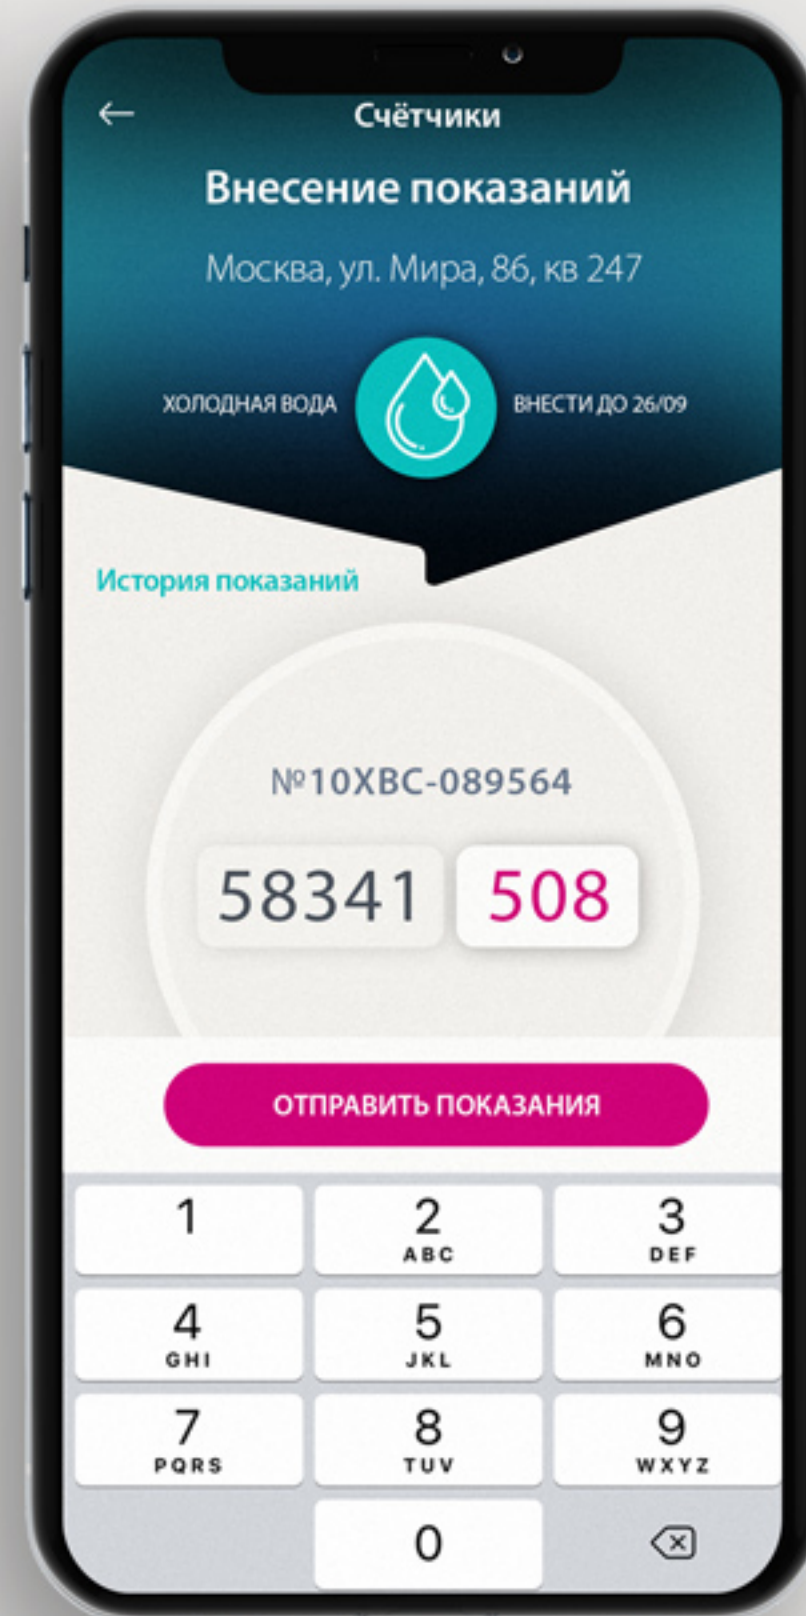 Счётчики
Внесение показаний
Москва, ул. Мира, 86, кв 247
ХОЛОДНАЯ ВОДА ВНЕСТИ ДО 26/09
История показаний
№10ХВС-089564
58341 508
ОТПРАВИТЬ ПОКАЗАНИЯ
1 2 3
ABC DEF
4 5 6
GHI JKL MNO
7 8 9
PQRS TUV WXYZ
0